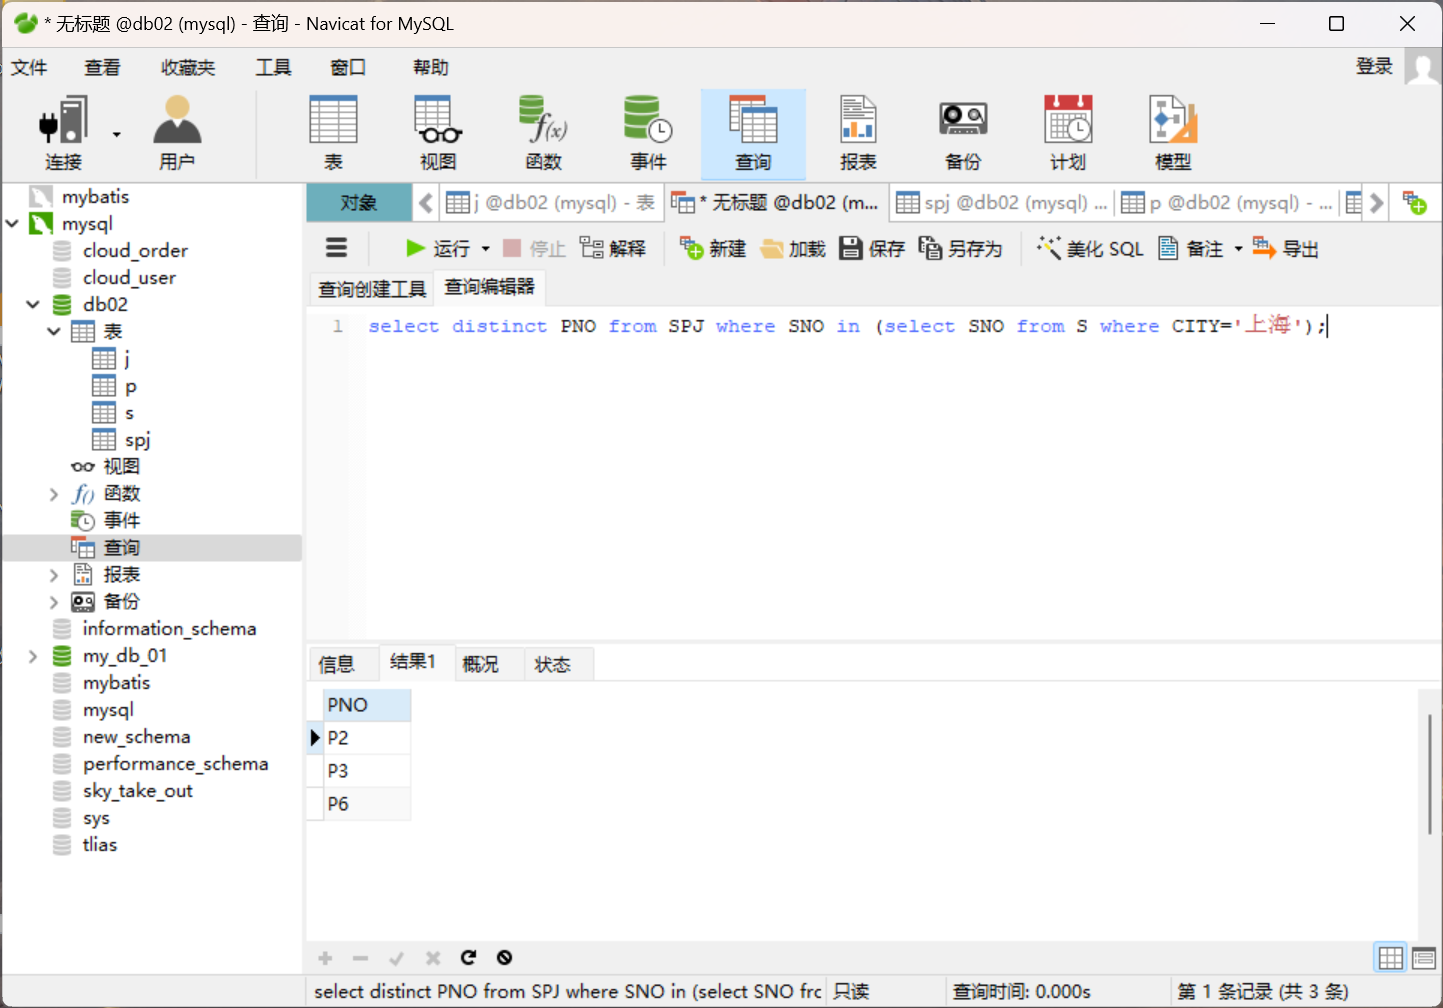 * 无标题 @db02 (mysql) - 查询 - Navicat for MySQL
文件 查看 收藏夹 工具 窗口 帮助 登录
连接 用户 表 视图 函数 事件 查询 报表 备份 计划 模型
mybatis
mysql
cloud_order
cloud_user
db02
表
j
p
s
spj
视图
函数
事件
查询
报表
备份
information_schema
my_db_01
mybatis
mysql
new_schema
performance_schema
sky_take_out
sys
tlias
对象 j @db02 (mysql) - 表 * 无标题 @db02 (m... spj @db02 (mysql) ... p @db02 (mysql) - ...
运行 停止 解释 新建 加载 保存 另存为 美化 SQL 备注 导出
查询创建工具 查询编辑器
1 select distinct PNO from SPJ where SNO in (select SNO from S where CITY='上海');
信息 结果1 概况 状态
PNO
P2
P3
P6
select distinct PNO from SPJ where SNO in (select SNO frc 只读 查询时间: 0.000s 第 1 条记录 (共 3 条)